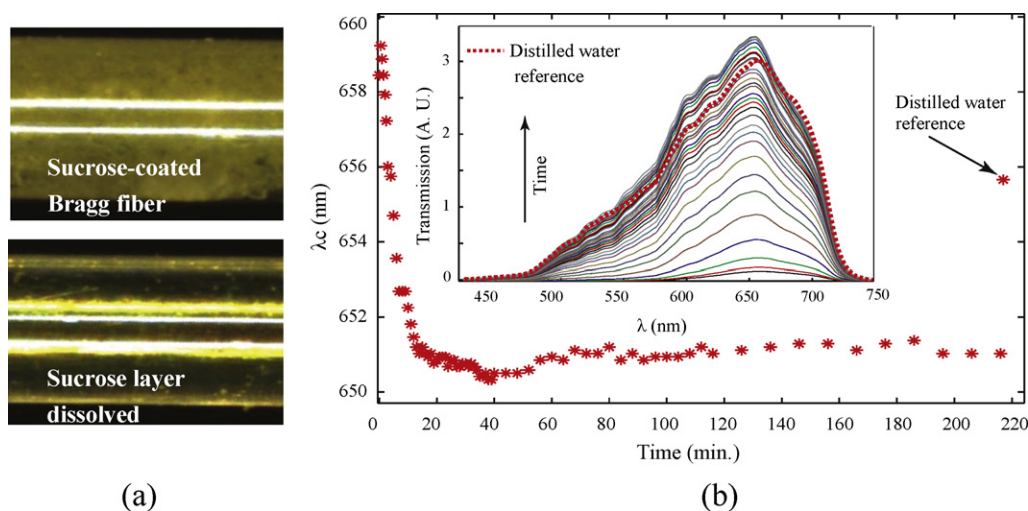 Sucrose-coated
Bragg fiber
Sucrose layer
dissolved
(a)
λc (nm)
660
658
656
652
651
650
0 20 40 60 80 100 120 140 160 180 200 220
Time (min.)
Transmission (A. U.)
3
2
1
0
450 500 550 600 650 700 750
λ (nm)
Distilled water
reference
Time
Distilled water
reference
(b)